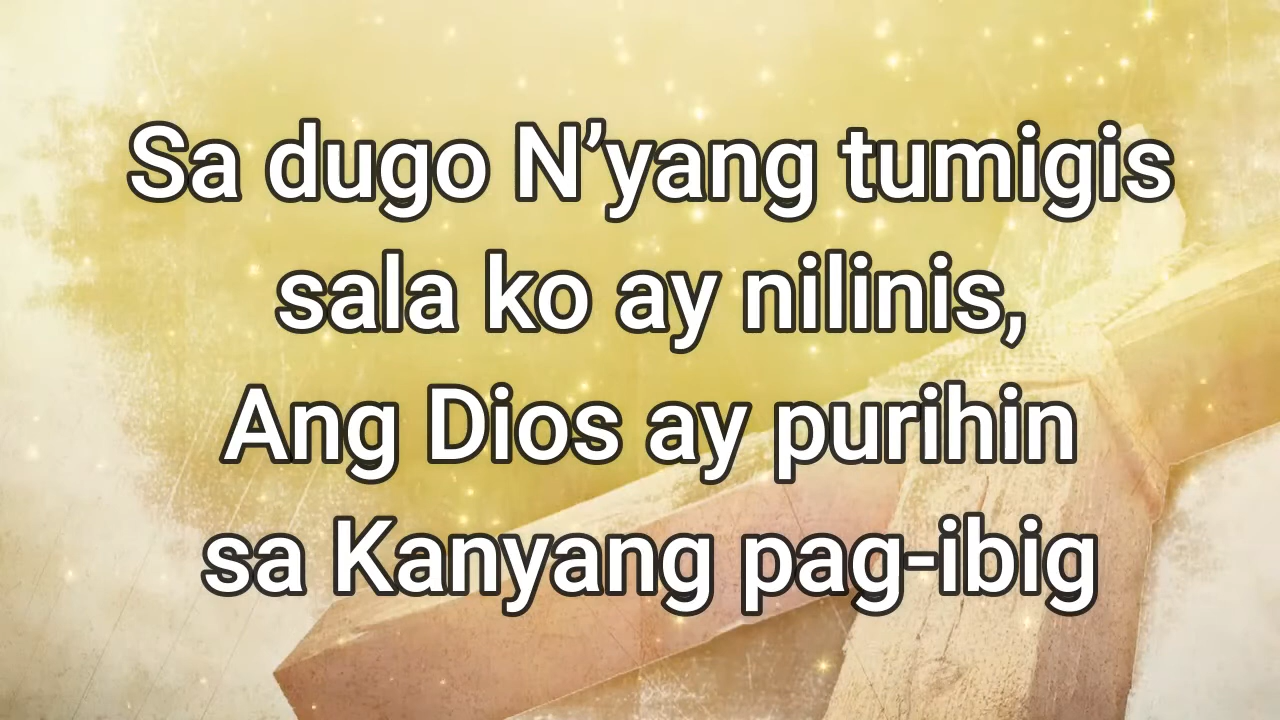 Sa dugo N’yang tumigis
sala ko ay nilinis,
Ang Dios ay purihin
sa Kanyang pag-ibig